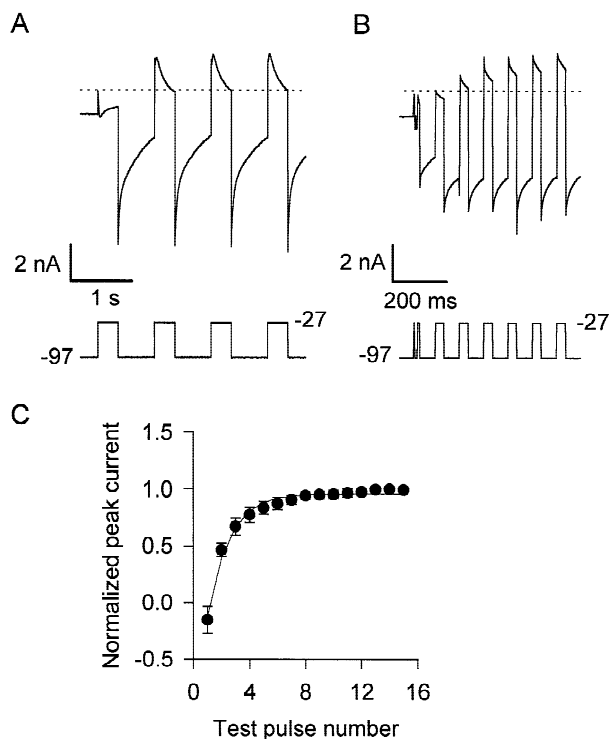 A
B
2 nA
1 s
-97
-27
2 nA
200 ms
-97
-27
C
Normalized peak current
1.5
1.0
0.5
0.0
-0.5
0 4 8 12 16
Test pulse number